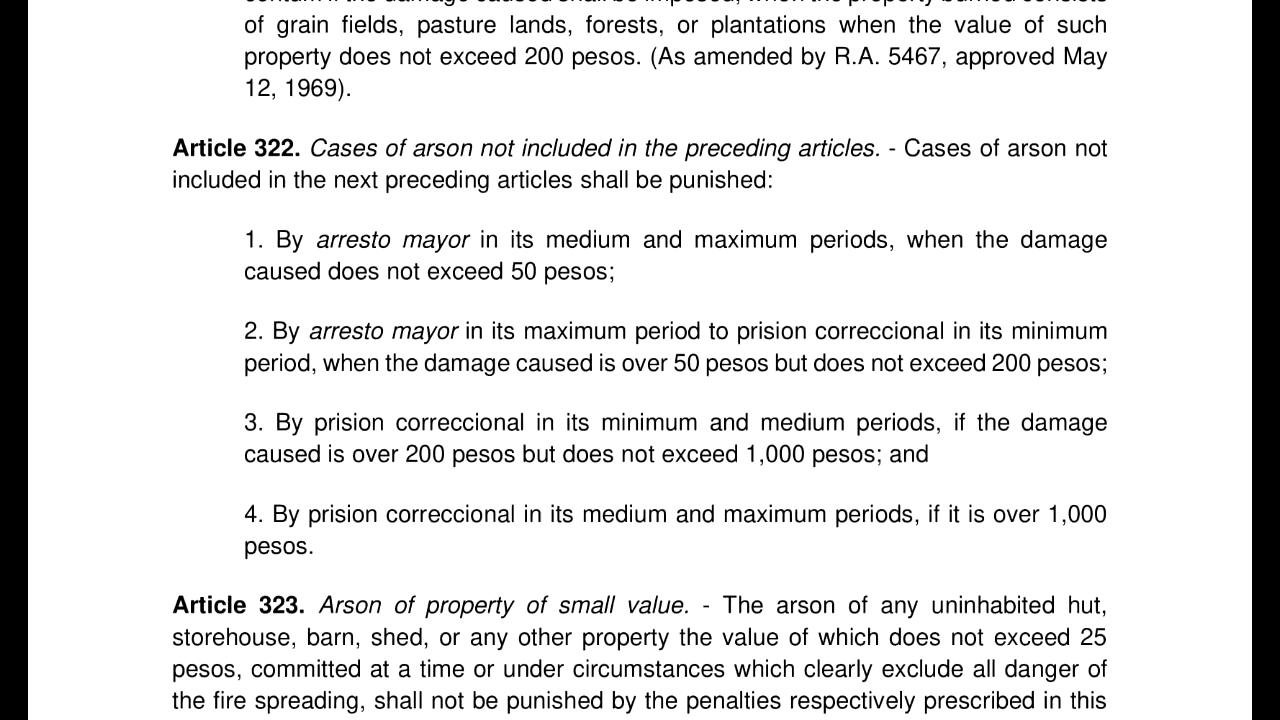 of grain fields, pasture lands, forests, or plantations when the value of such
property does not exceed 200 pesos. (As amended by R.A. 5467, approved May
12, 1969).
Article 322. Cases of arson not included in the preceding articles. - Cases of arson not
included in the next preceding articles shall be punished:
1. By arresto mayor in its medium and maximum periods, when the damage
caused does not exceed 50 pesos;
2. By arresto mayor in its maximum period to prision correccional in its minimum
period, when the damage caused is over 50 pesos but does not exceed 200 pesos;
3. By prision correccional in its minimum and medium periods, if the damage
caused is over 200 pesos but does not exceed 1,000 pesos; and
4. By prision correccional in its medium and maximum periods, if it is over 1,000
pesos.
Article 323. Arson of property of small value. - The arson of any uninhabited hut,
storehouse, barn, shed, or any other property the value of which does not exceed 25
pesos, committed at a time or under circumstances which clearly exclude all danger of
the fire spreading, shall not be punished by the penalties respectively prescribed in this